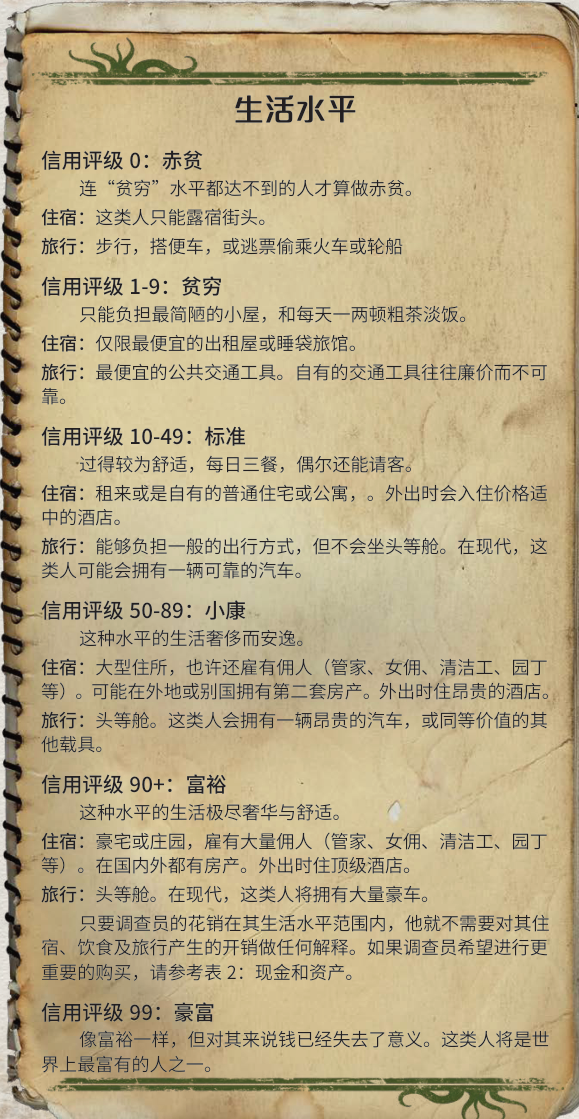 生活水平
信用评级 0：赤贫
连“贫穷”水平都达不到的人才算做赤贫。
住宿：这类人只能露宿街头。
旅行：步行，搭便车，或逃票偷乘火车或轮船
信用评级 1-9：贫穷
只能负担最简陋的小屋，和每天一两顿粗茶淡饭。
住宿：仅限最便宜的出租屋或睡袋旅馆。
旅行：最便宜的公共交通工具。自有的交通工具往往廉价而不可
靠。
信用评级 10-49：标准
过得较为舒适，每日三餐，偶尔还能请客。
住宿：租来或是自有的普通住宅或公寓，。外出时会入住价格适
中的酒店。
旅行：能够负担一般的出行方式，但不会坐头等舱。在现代，这
类人可能会拥有一辆可靠的汽车。
信用评级 50-89：小康
这种水平的生活奢侈而安逸。
住宿：大型住所，也许还雇有佣人（管家、女佣、清洁工、园丁
等）。可能在外地或别国拥有第二套房产。外出时住昂贵的酒店。
旅行：头等舱。这类人会拥有一辆昂贵的汽车，或同等价值的其
他载具。
信用评级 90+：富裕
这种水平的生活极尽奢华与舒适。
住宿：豪宅或庄园，雇有大量佣人（管家、女佣、清洁工、园丁
等）。在国内外都有房产。外出时住顶级酒店。
旅行：头等舱。在现代，这类人将拥有大量豪车。
只要调查员的花销在其生活水平范围内，他就不需要对其住
宿、饮食及旅行产生的开销做任何解释。如果调查员希望进行更
重要的购买，请参考表 2：现金和资产。
信用评级 99：豪富
像富裕一样，但对其来说钱已经失去了意义。这类人将是世
界上最富有的人之一。